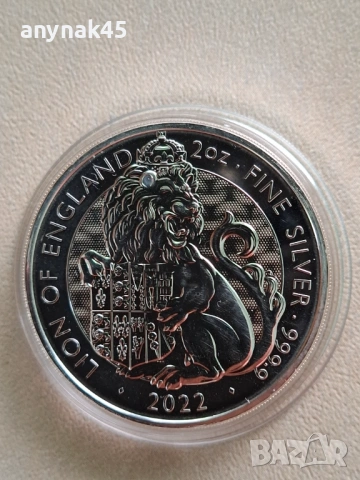 anynak45
LION OF ENGLAND 2oz · FINE SILVER · 999.9
◊ 2022 ◊
BAZAR